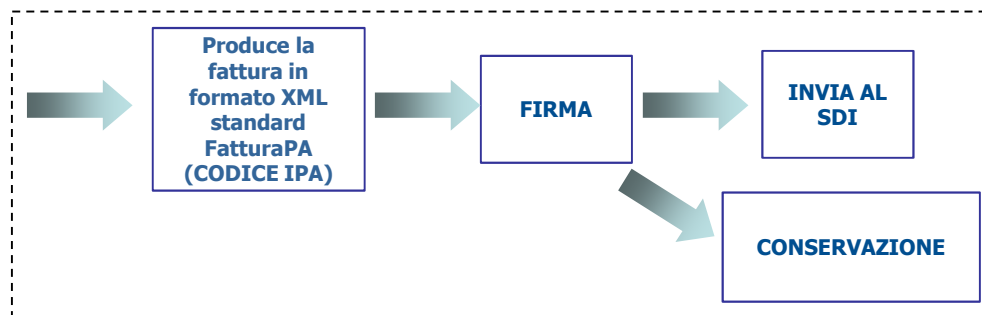 Produce la
fattura in
formato XML
standard
FatturaPA
(CODICE IPA)
FIRMA
INVIA AL
SDI
CONSERVAZIONE